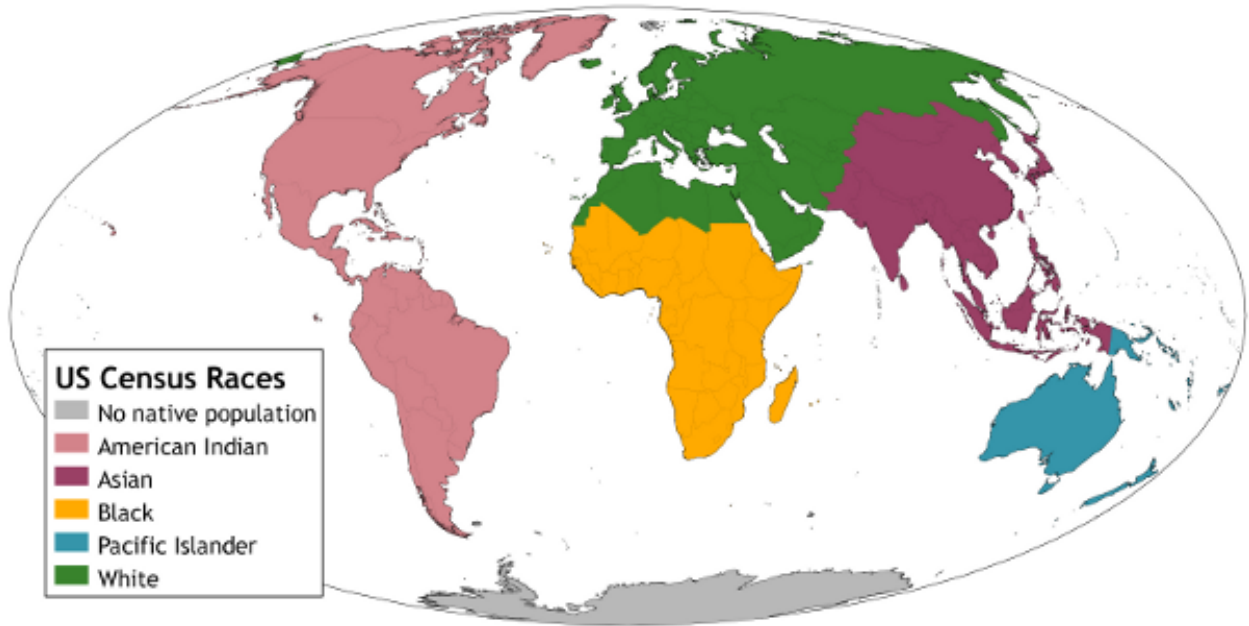 US Census Races
No native population
American Indian
Asian
Black
Pacific Islander
White